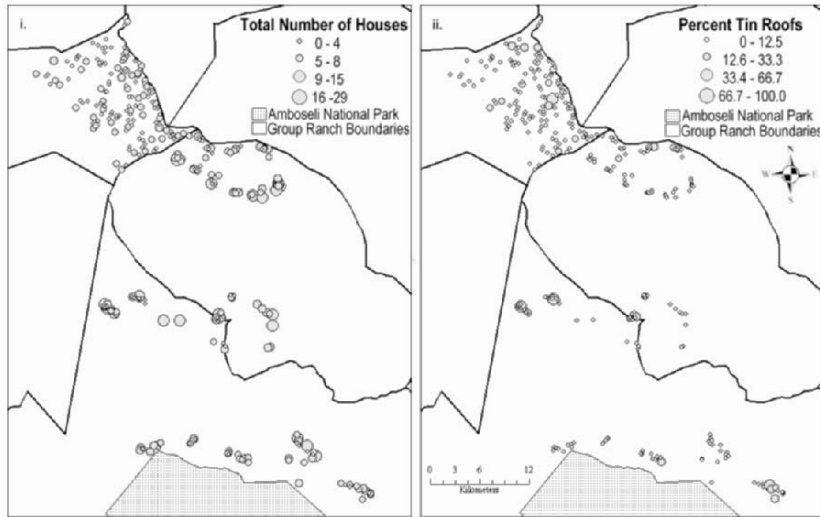 i.
Total Number of Houses
0 - 4
5 - 8
9 - 15
16 - 29
Amboseli National Park
Group Ranch Boundaries
ii.
Percent Tin Roofs
0 - 12.5
12.6 - 33.3
33.4 - 66.7
66.7 - 100.0
Amboseli National Park
Group Ranch Boundaries
N
W E
S
0 3 6 12
Kilometers